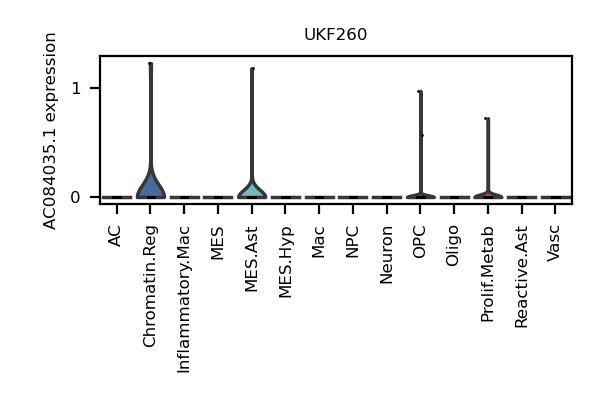 UKF260
AC084035.1 expression
1
0
AC
Chromatin.Reg
Inflammatory.Mac
MES
MES.Ast
MES.Hyp
Mac
NPC
Neuron
OPC
Oligo
Prolif.Metab
Reactive.Ast
Vasc